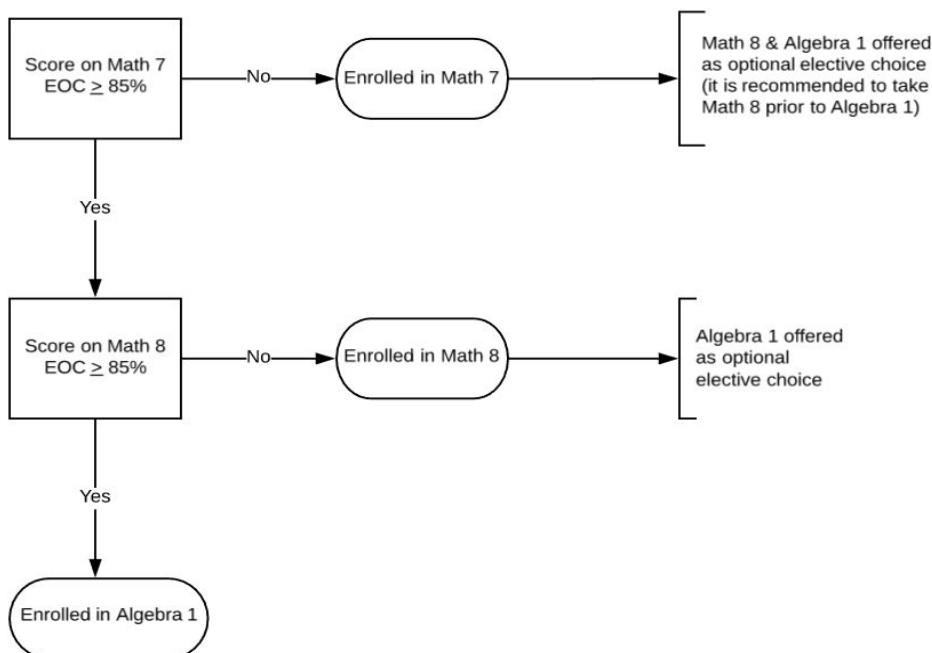 Score on Math 7
EOC ≥ 85%
No
Enrolled in Math 7
Math 8 & Algebra 1 offered
as optional elective choice
(it is recommended to take
Math 8 prior to Algebra 1)
Yes
Score on Math 8
EOC ≥ 85%
No
Enrolled in Math 8
Algebra 1 offered
as optional
elective choice
Yes
Enrolled in Algebra 1